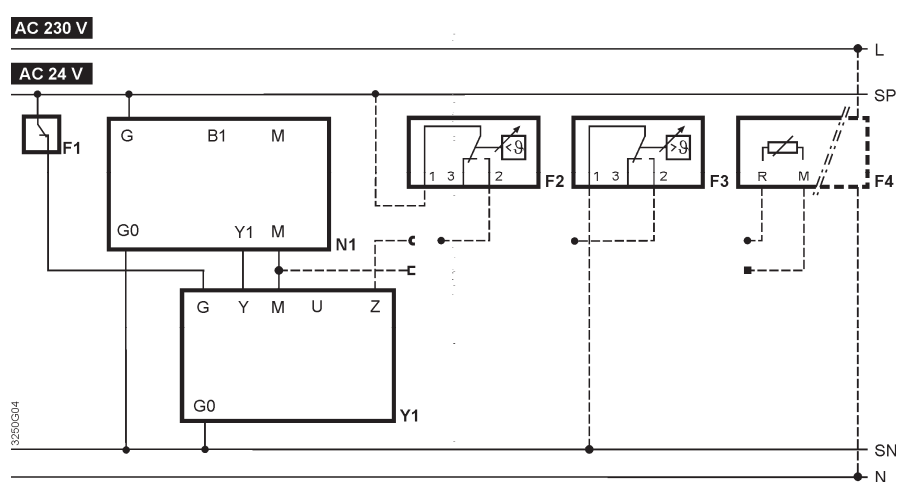 AC 230 V
L
AC 24 V
SP
F1
G B1 M
G0 Y1 M
N1
<ϑ
1 3 2
F2
>ϑ
1 3 2
F3
R M
F4
G Y M U Z
G0
Y1
SN
N
3250G04